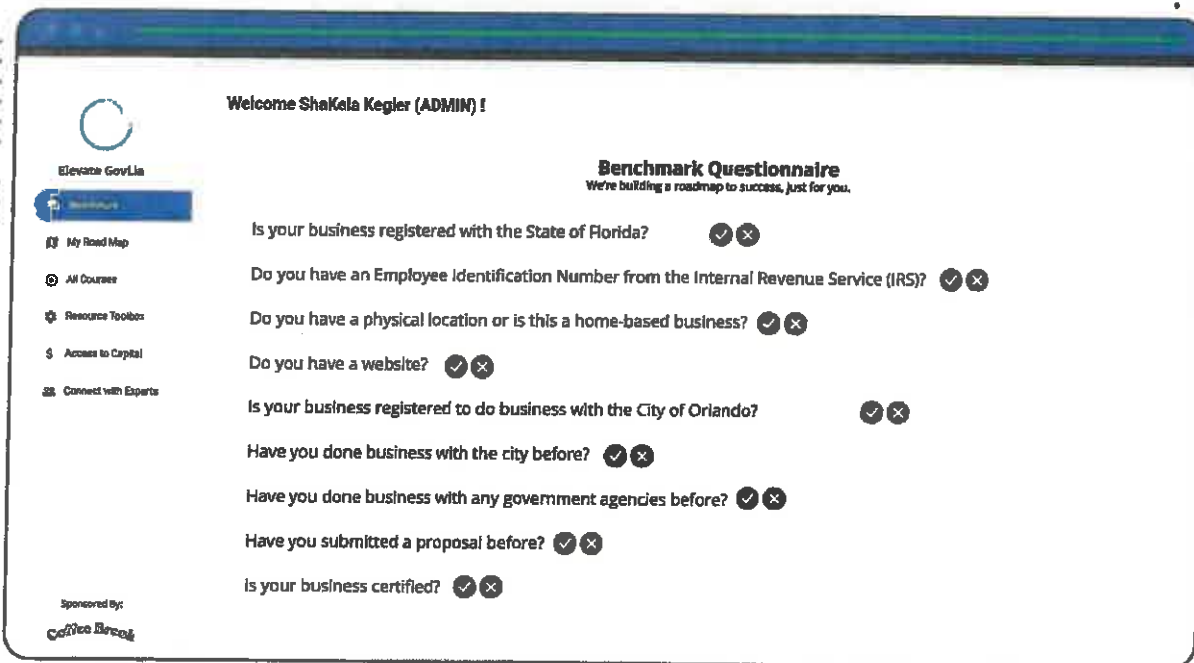 Welcome ShaKela Kegler (ADMIN) !
Elevate GovLia
Benchmark Questionnaire
We're building a roadmap to success, just for you.
My Road Map
All Courses
Resource Toolbox
$ Access to Capital
Connect with Experts
Is your business registered with the State of Florida?
Do you have an Employee Identification Number from the Internal Revenue Service (IRS)?
Do you have a physical location or is this a home-based business?
Do you have a website?
Is your business registered to do business with the City of Orlando?
Have you done business with the city before?
Have you done business with any government agencies before?
Have you submitted a proposal before?
Is your business certified?
Sponsored By:
Coffee Break